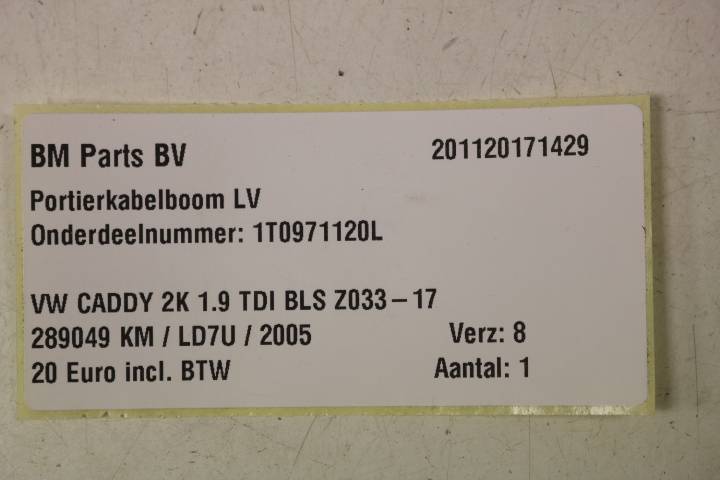 BM Parts BV 201120171429
Portierkabelboom LV
Onderdeelnummer: 1T0971120L
VW CADDY 2K 1.9 TDI BLS Z033-17
289049 KM / LD7U / 2005 Verz: 8
20 Euro incl. BTW Aantal: 1